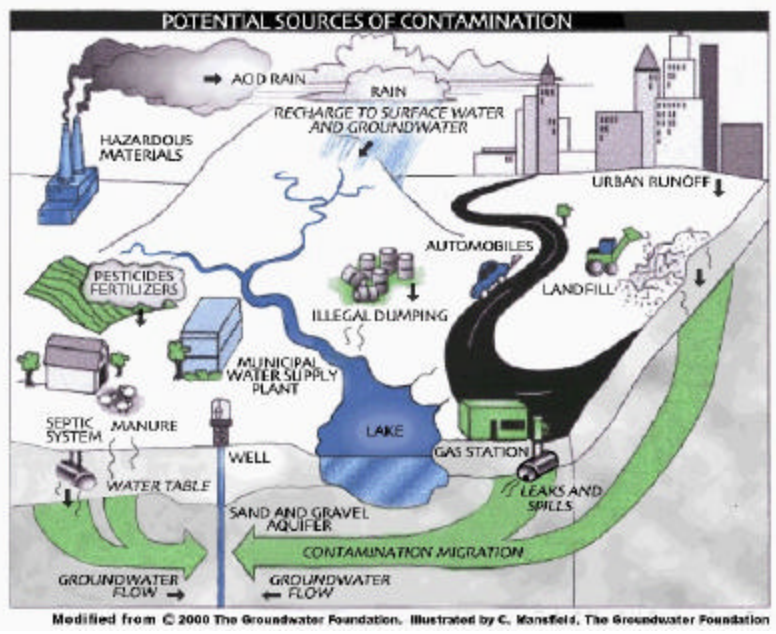 POTENTIAL SOURCES OF CONTAMINATION
ACID RAIN
RAIN
RECHARGE TO SURFACE WATER
AND GROUNDWATER
HAZARDOUS
MATERIALS
URBAN RUNOFF
AUTOMOBILES
PESTICIDES
FERTILIZERS
LANDFILL
ILLEGAL DUMPING
MUNICIPAL
WATER SUPPLY
PLANT
SEPTIC
SYSTEM
MANURE
LAKE
WELL
GAS STATION
WATER TABLE
LEAKS AND
SPILLS
SAND AND GRAVEL
AQUIFER
CONTAMINATION MIGRATION
GROUNDWATER
FLOW
GROUNDWATER
FLOW
Modified from © 2000 The Groundwater Foundation. Illustrated by C. Mansfield, The Groundwater Foundation